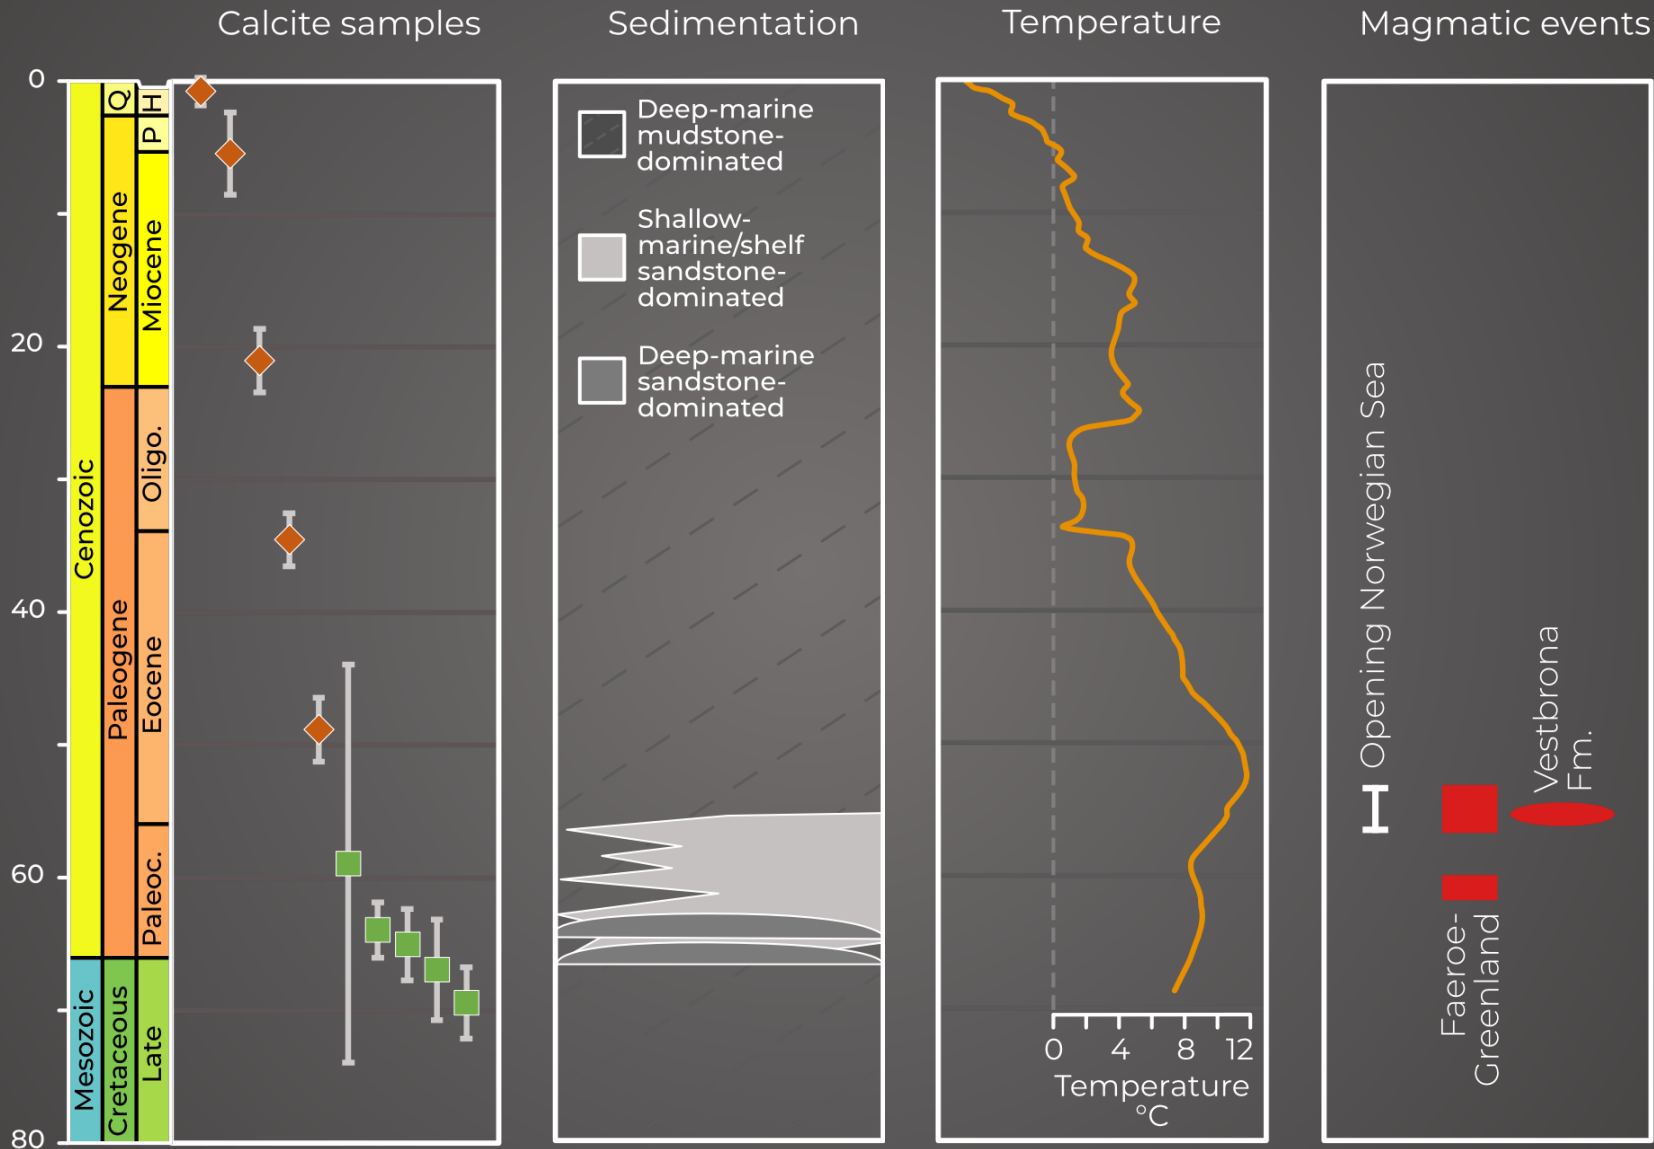 Calcite samples
Sedimentation
Temperature
Magmatic events
0
20
40
60
80
Cenozoic
Mesozoic
Q
Neogene
Paleogene
Cretaceous
H
P
Miocene
Oligo.
Eocene
Paleoc.
Late
Deep-marine
mudstone-
dominated
Shallow-
marine/shelf
sandstone-
dominated
Deep-marine
sandstone-
dominated
0 4 8 12
Temperature
°C
Opening Norwegian Sea
Vestbrona
Fm.
Faeroe-
Greenland